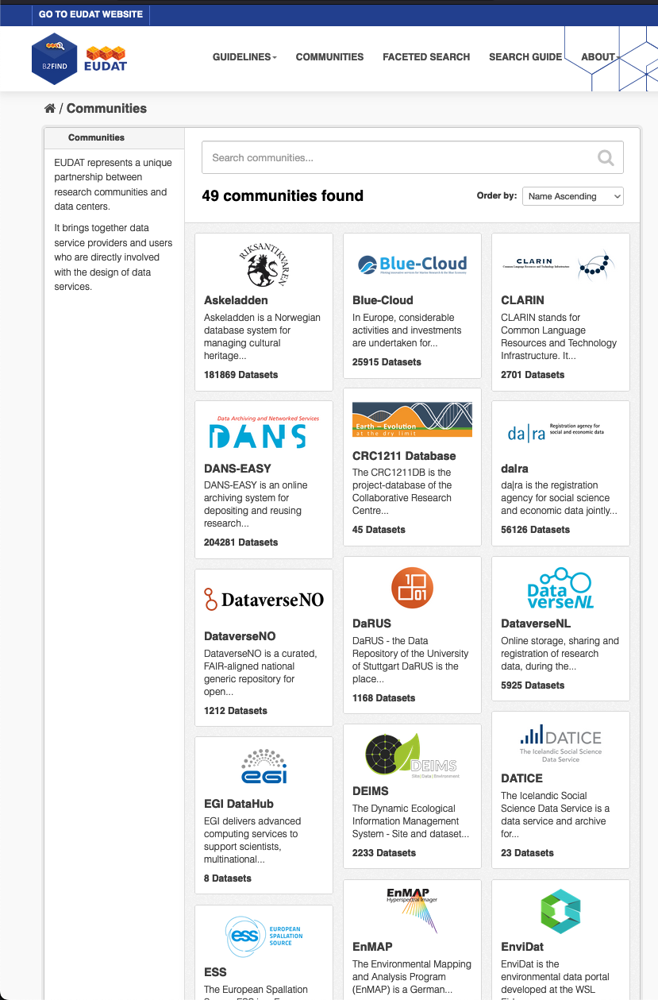 GO TO EUDAT WEBSITE
B2FIND
EUDAT
GUIDELINES
COMMUNITIES
FACETED SEARCH
SEARCH GUIDE
ABOUT
/ Communities
Communities
EUDAT represents a unique
partnership between
research communities and
data centers.
It brings together data
service providers and users
who are directly involved
with the design of data
services.
Search communities...
49 communities found
Order by:
Name Ascending
RIKSANTIKVAREN
Askeladden
Askeladden is a Norwegian
database system for
managing cultural
heritage...
181869 Datasets
Blue-Cloud
Blue-Cloud
In Europe, considerable
activities and investments
are undertaken for...
25915 Datasets
CLARIN
Common Language Resources and Technology Infrastructure
CLARIN
CLARIN stands for
Common Language
Resources and Technology
Infrastructure. It...
2701 Datasets
Data Archiving and Networked Services
DANS
DANS-EASY
DANS-EASY is an online
archiving system for
depositing and reusing
research...
204281 Datasets
Earth – Evolution
at the dry limit
CRC1211 Database
The CRC1211DB is the
project-database of the
Collaborative Research
Centre...
45 Datasets
da|ra
Registration agency for
social and economic data
da|ra
da|ra is the registration
agency for social science
and economic data jointly...
56126 Datasets
DataverseNO
DataverseNO
DataverseNO is a curated,
FAIR-aligned national
generic repository for
open...
1212 Datasets
DaRUS
DaRUS - the Data
Repository of the University
of Stuttgart DaRUS is the
place...
1168 Datasets
Data
verseNL
DataverseNL
Online storage, sharing and
registration of research
data, during the...
5925 Datasets
egi
EGI DataHub
EGI delivers advanced
computing services to
support scientists,
multinational...
8 Datasets
DEIMS
Site|Data|Environment
DEIMS
The Dynamic Ecological
Information Management
System - Site and dataset...
2233 Datasets
DATICE
The Icelandic Social Science
Data Service
DATICE
The Icelandic Social
Science Data Service is a
data service and archive
for...
23 Datasets
ess
EUROPEAN
SPALLATION
SOURCE
ESS
The European Spallation
EnMAP
Hyperspectral Imager
EnMAP
The Environmental Mapping
and Analysis Program
(EnMAP) is a German...
EnviDat
EnviDat is the
environmental data portal
developed at the WSL